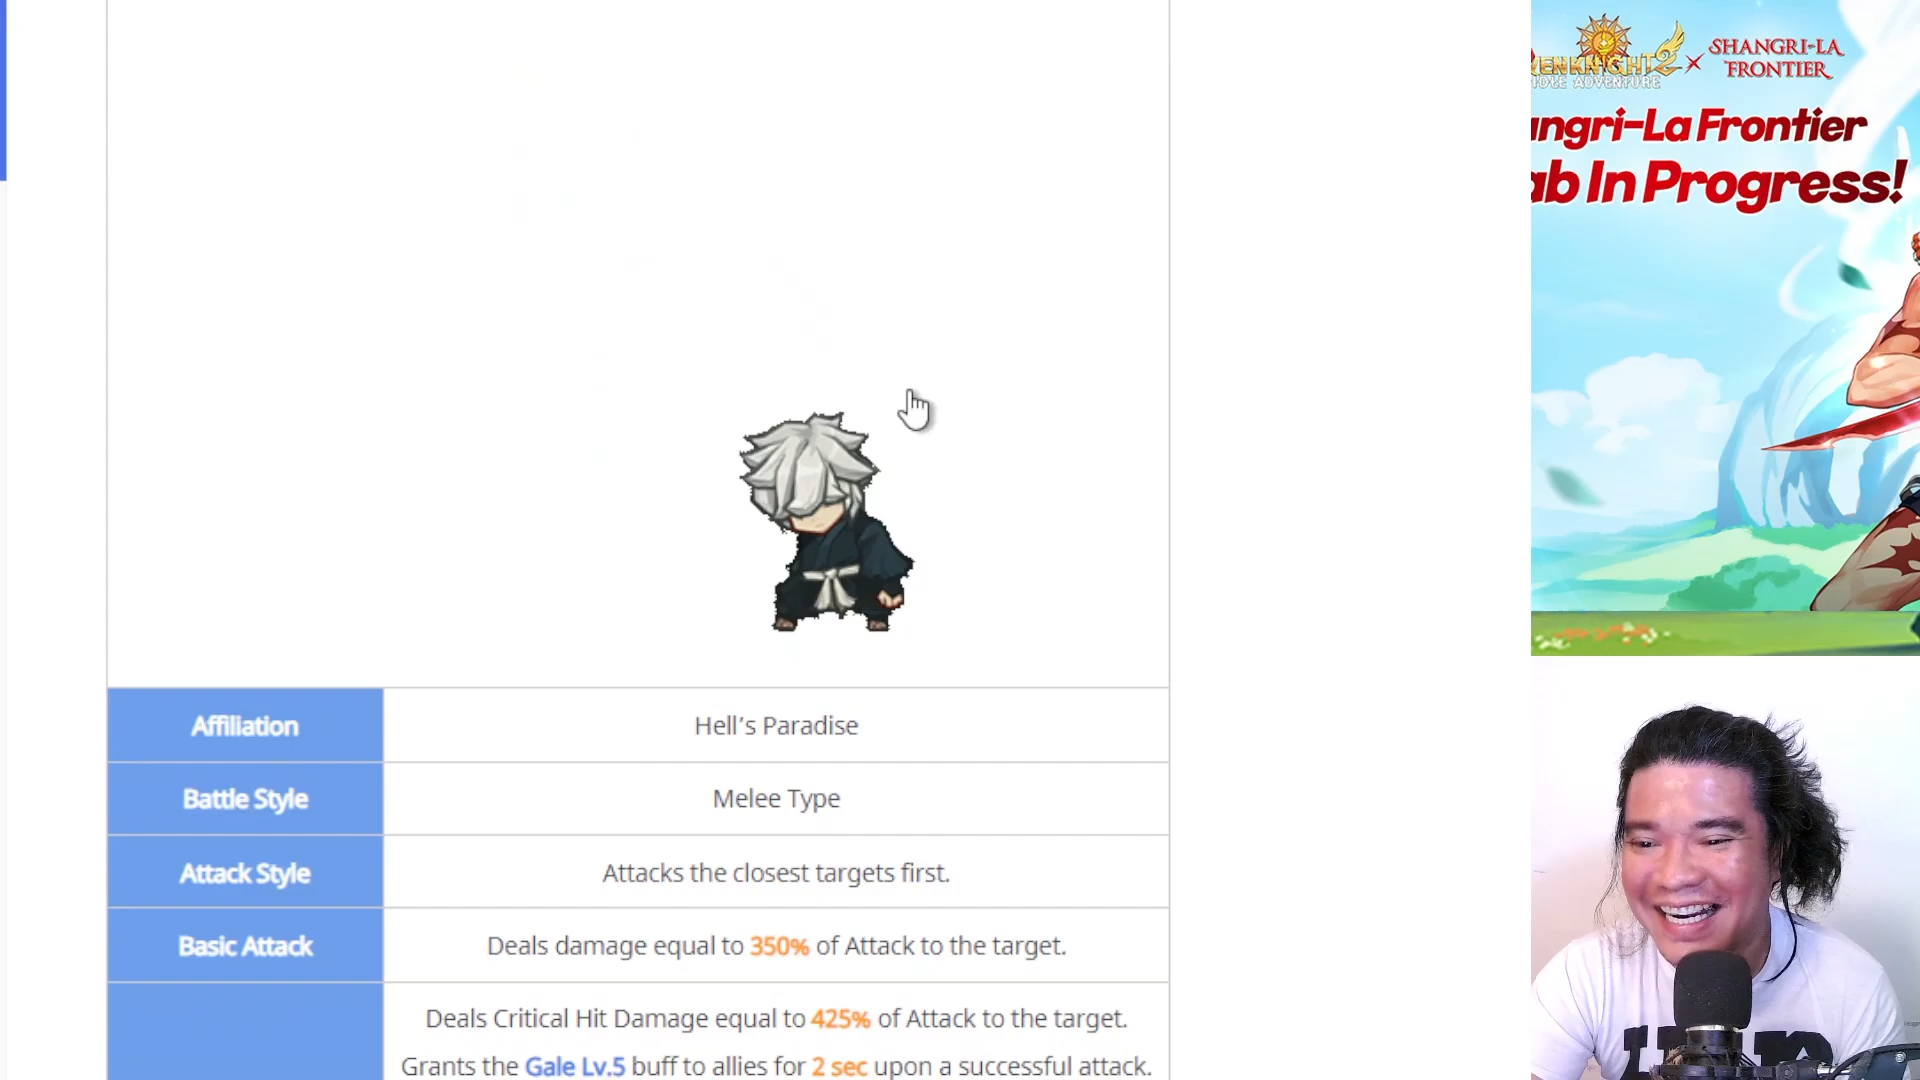 SHANGRI-LA
FRONTIER
ngri-La Frontier
ab In Progress!
Affiliation
Hell's Paradise
Battle Style
Melee Type
Attack Style
Attacks the closest targets first.
Basic Attack
Deals damage equal to 350% of Attack to the target.
Deals Critical Hit Damage equal to 425% of Attack to the target.
Grants the Gale Lv.5 buff to allies for 2 sec upon a successful attack.